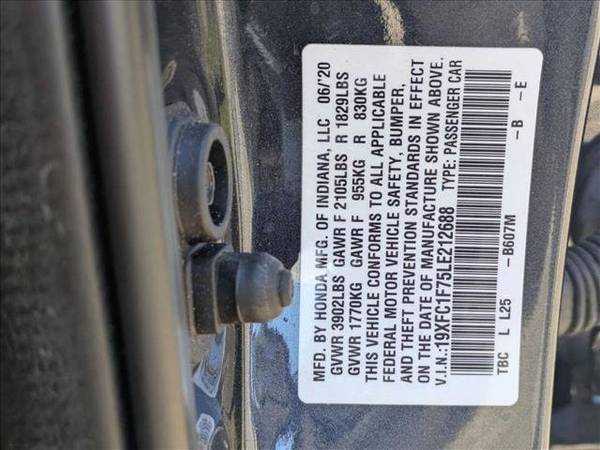 MFD. BY HONDA MFG. OF INDIANA, LLC 06/'20
GVWR 3902LBS GAWR F 2105LBS R 1829LBS
GVWR 1770KG GAWR F 955KG R 830KG
THIS VEHICLE CONFORMS TO ALL APPLICABLE
FEDERAL MOTOR VEHICLE SAFETY, BUMPER,
AND THEFT PREVENTION STANDARDS IN EFFECT
ON THE DATE OF MANUFACTURE SHOWN ABOVE.
V.I.N.:19XFC1F75LE212688 TYPE: PASSENGER CAR
TBC L L25 -B607M -B -E